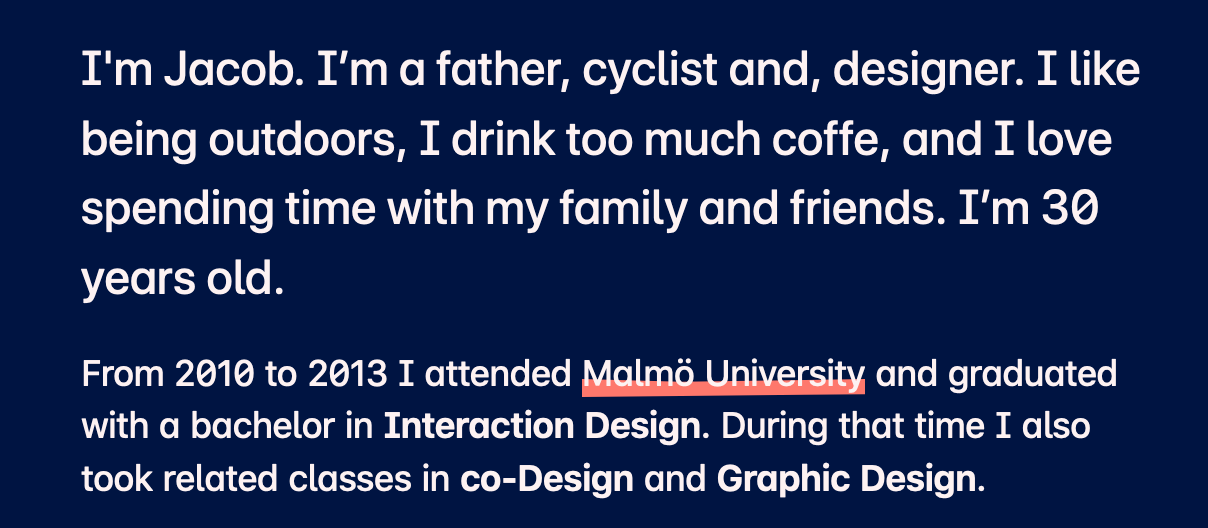 I'm Jacob. I’m a father, cyclist and, designer. I like
being outdoors, I drink too much coffe, and I love
spending time with my family and friends. I’m 30
years old.
From 2010 to 2013 I attended Malmö University and graduated
with a bachelor in Interaction Design. During that time I also
took related classes in co-Design and Graphic Design.